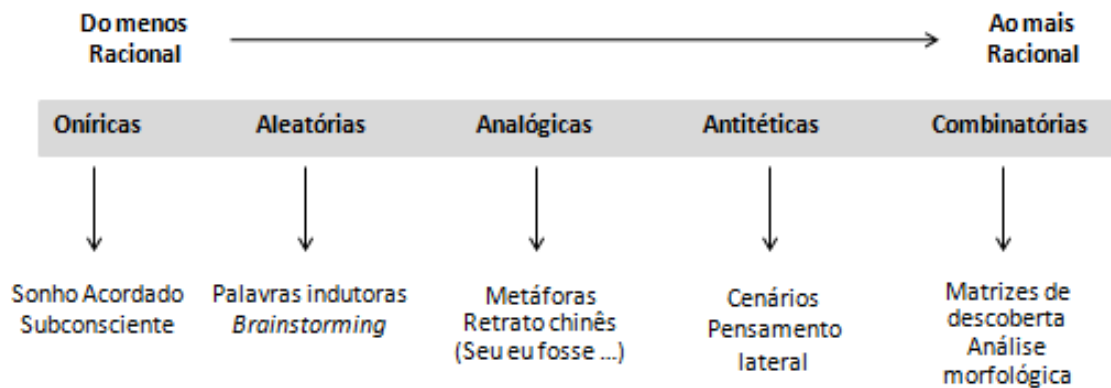 Do menos
Racional
Ao mais
Racional
Oníricas
Aleatórias
Analógicas
Antitéticas
Combinatórias
Sonho Acordado
Subconsciente
Palavras indutoras
Brainstorming
Metáforas
Retrato chinês
(Seu eu fosse ...)
Cenários
Pensamento
lateral
Matrizes de
descoberta
Análise
morfológica